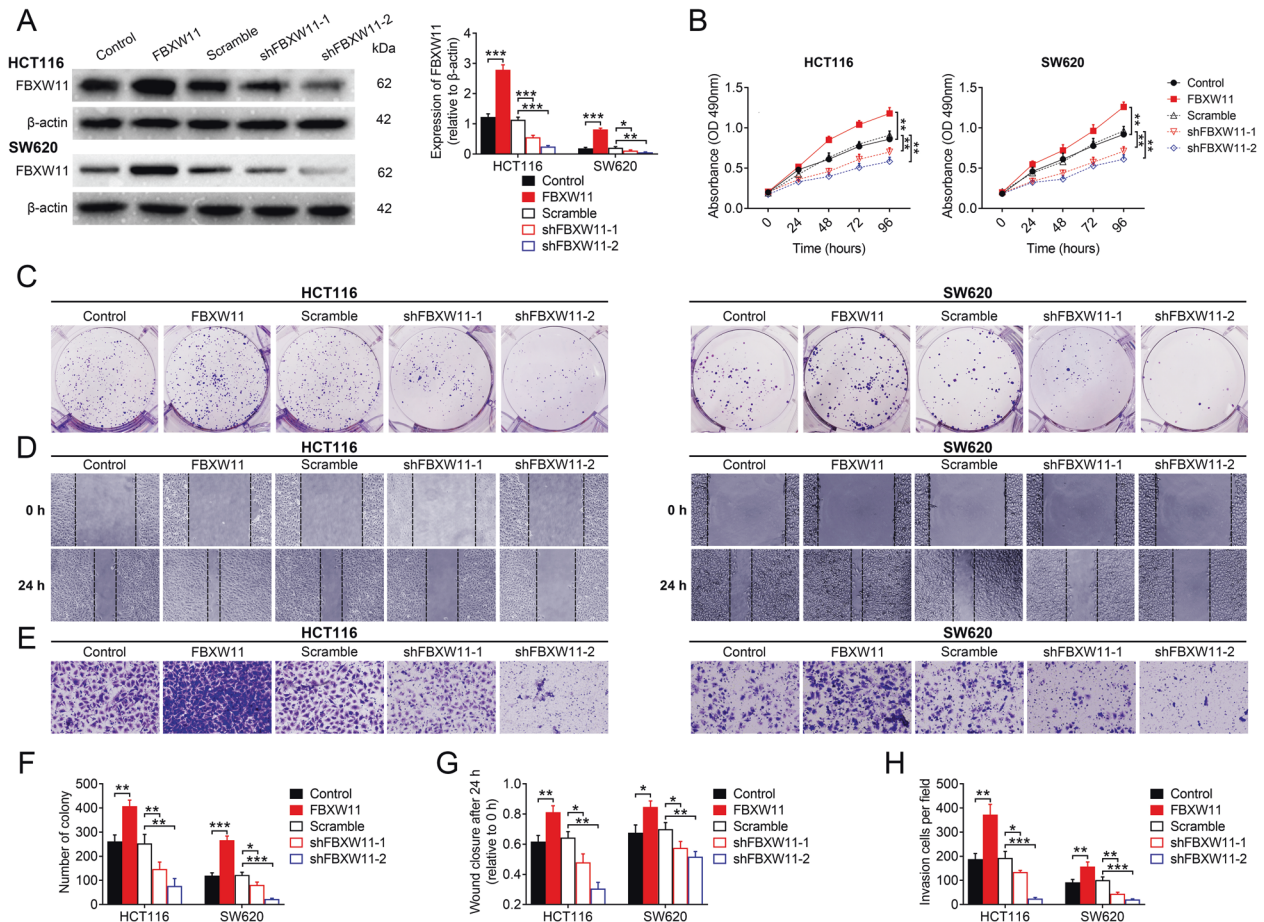 A
Control
FBXW11
Scramble
shFBXW11-1
shFBXW11-2
kDa
HCT116
FBXW11
62
β-actin
42
SW620
FBXW11
62
β-actin
42
Expression of FBXW11
(relative to β-actin)
5
4
3
2
1
0
***
***
***
***
*
**
HCT116
SW620
Control
FBXW11
Scramble
shFBXW11-1
shFBXW11-2
B
HCT116
Absorbance (OD 490nm)
1.5
1.0
0.5
0.0
0
24
48
72
96
Time (hours)
**
**
**
SW620
Absorbance (OD 490nm)
1.5
1.0
0.5
0.0
0
24
48
72
96
Time (hours)
**
**
**
Control
FBXW11
Scramble
shFBXW11-1
shFBXW11-2
C
HCT116
SW620
Control
FBXW11
Scramble
shFBXW11-1
shFBXW11-2
Control
FBXW11
Scramble
shFBXW11-1
shFBXW11-2
D
HCT116
SW620
Control
FBXW11
Scramble
shFBXW11-1
shFBXW11-2
Control
FBXW11
Scramble
shFBXW11-1
shFBXW11-2
0 h
0 h
24 h
24 h
E
HCT116
SW620
Control
FBXW11
Scramble
shFBXW11-1
shFBXW11-2
Control
FBXW11
Scramble
shFBXW11-1
shFBXW11-2
F
Number of colony
500
400
300
200
100
0
**
**
**
***
*
***
HCT116
SW620
Control
FBXW11
Scramble
shFBXW11-1
shFBXW11-2
G
Wound closure after 24 h
(relative to 0 h)
1.0
0.8
0.6
0.4
0.2
**
*
**
*
*
**
HCT116
SW620
Control
FBXW11
Scramble
shFBXW11-1
shFBXW11-2
H
Invasion cells per field
500
400
300
200
100
0
**
*
***
**
**
***
HCT116
SW620
Control
FBXW11
Scramble
shFBXW11-1
shFBXW11-2